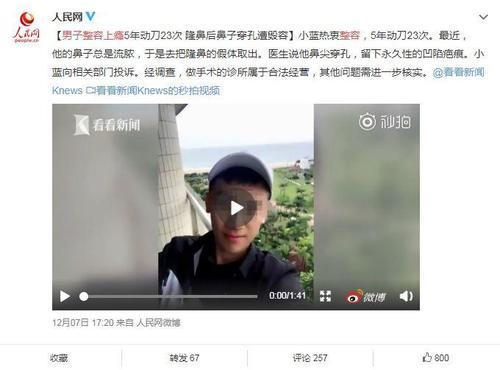 人民网
people.cn
人民网
男子整容上瘾5年动刀23次 隆鼻后鼻子穿孔遭毁容】小蓝热衷整容，5年动刀23次。最近，
他的鼻子总是流脓，于是去把隆鼻的假体取出。医生说他鼻尖穿孔，留下永久性的凹陷疤痕。小
蓝向相关部门投诉。经调查，做手术的诊所属于合法经营，其他问题需进一步核实。@看看新闻
Knews 看看新闻Knews的秒拍视频
看看新闻
秒拍
0:00/1:41
微博
12月07日 17:20 来自 人民网微博
收藏
转发 67
评论 257
800